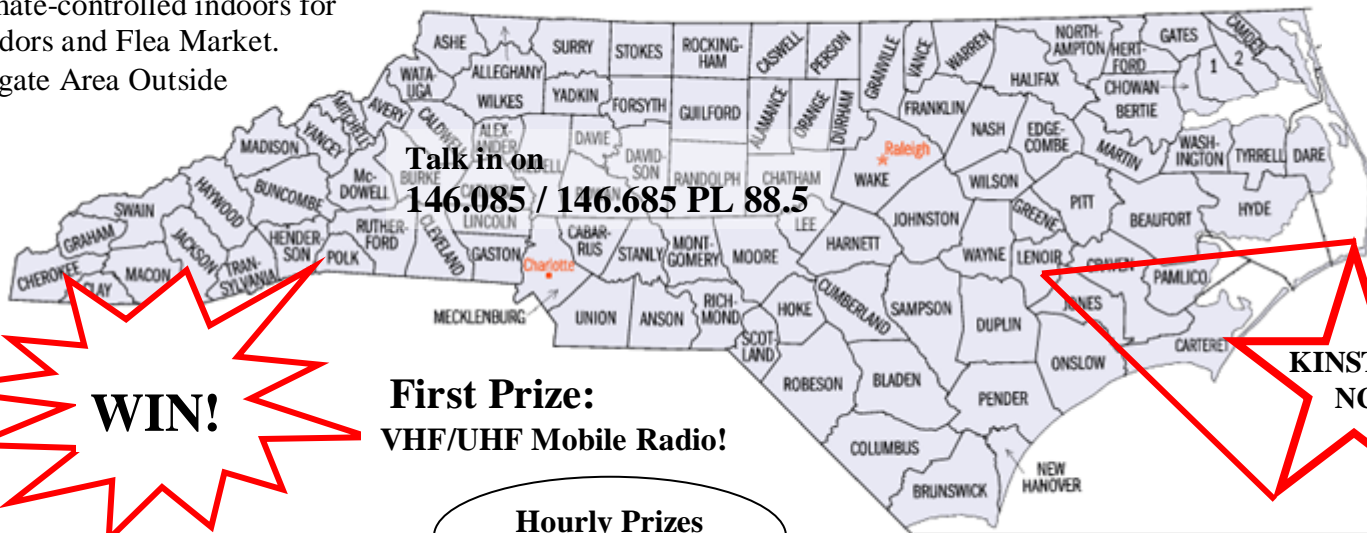 mate-controlled indoors for
dors and Flea Market.
gate Area Outside
ASHE
ALLEGHANY
SURRY
STOKES
ROCKING-
HAM
CASWELL
PERSON
GRANVILLE
VANCE
WARREN
NORTH-
AMPTON
HERT-
FORD
GATES
CAMDEN
1
2
WATA-
UGA
WILKES
YADKIN
FORSYTH
GUILFORD
ALAMANCE
ORANGE
DURHAM
FRANKLIN
HALIFAX
CHOWAN
BERTIE
MITCHELL
AVERY
CALDWELL
ALEX-
ANDER
DAVIE
NASH
EDGE-
COMBE
MARTIN
WASH-
INGTON
TYRRELL
DARE
MADISON
YANCEY
Talk in on
146.085 / 146.685 PL 88.5
DAVID-
SON
RANDOLPH
CHATHAM
Raleigh
WAKE
WILSON
Mc-
DOWELL
BURKE
BUNCOMBE
HAYWOOD
SWAIN
GRAHAM
CHEROKEE
CLAY
MACON
JACKSON
TRAN-
SYLVANIA
HENDER-
SON
POLK
RUTHER-
FORD
CLEVELAND
LINCOLN
GASTON
Charlotte
MECKLENBURG
CABAR-
RUS
STANLY
MONT-
GOMERY
MOORE
LEE
HARNETT
JOHNSTON
GREENE
PITT
BEAUFORT
HYDE
WAYNE
LENOIR
CRAVEN
PAMLICO
JONES
CARTERET
UNION
ANSON
RICH-
MOND
SCOT-
LAND
HOKE
CUMBERLAND
SAMPSON
DUPLIN
ONSLOW
ROBESON
BLADEN
PENDER
COLUMBUS
BRUNSWICK
NEW
HANOVER
WIN!
First Prize:
VHF/UHF Mobile Radio!
Hourly Prizes
KINST
NC